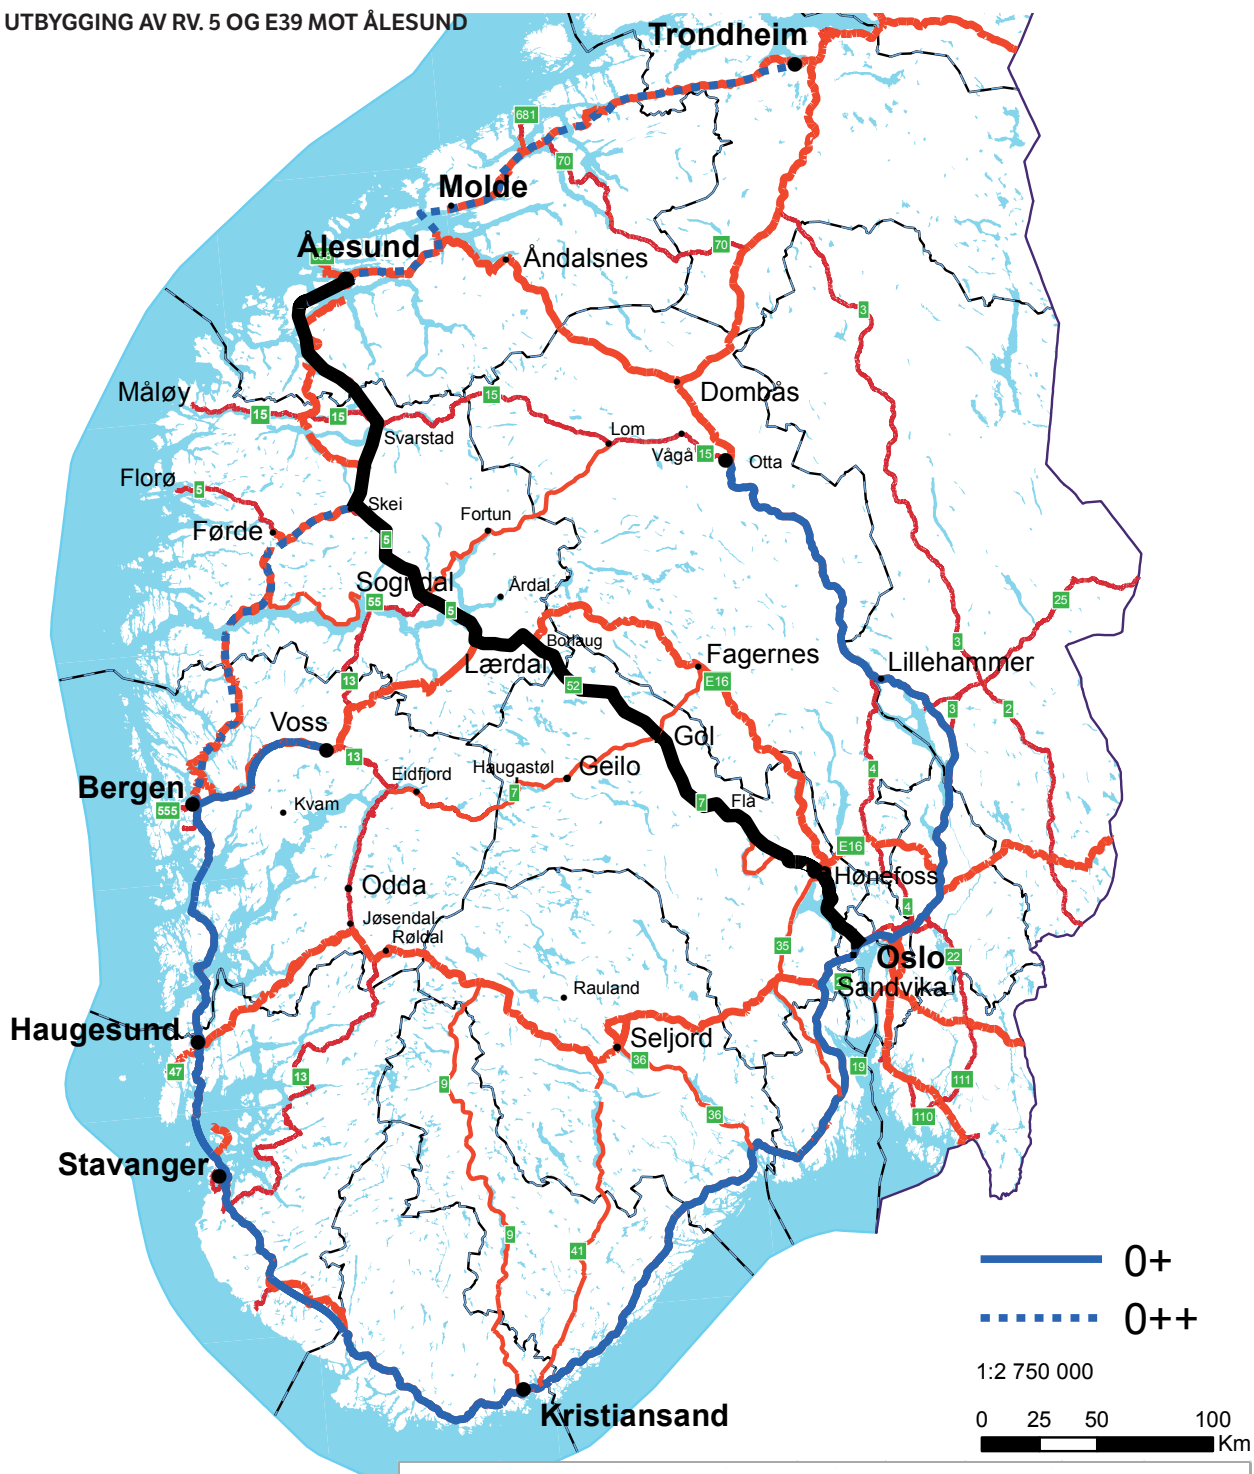 UTBYGGING AV RV. 5 OG E39 MOT ÅLESUND
Trondheim
681
70
Molde
Ålesund
70
Åndalsnes
3
Dombås
Måløy
15
15
15
Svarstad
Lom
Vågå
15
Otta
Florø
5
Skei
Fortun
Førde
5
Sogndal
Årdal
55
5
25
3
Borlaug
Lærdal
Fagernes
Lillehammer
13
52
E16
3
2
Voss
Gol
13
Eidfjord
Haugastøl
Geilo
4
Bergen
7
7
Flå
555
Kvam
E16
Hønefoss
Odda
4
Jøsendal
Røldal
35
Oslo
22
Sandvika
Rauland
Haugesund
Seljord
47
13
9
36
19
111
36
110
Stavanger
9
41
0+
0++
1:2 750 000
0 25 50 100
Km
Kristiansand